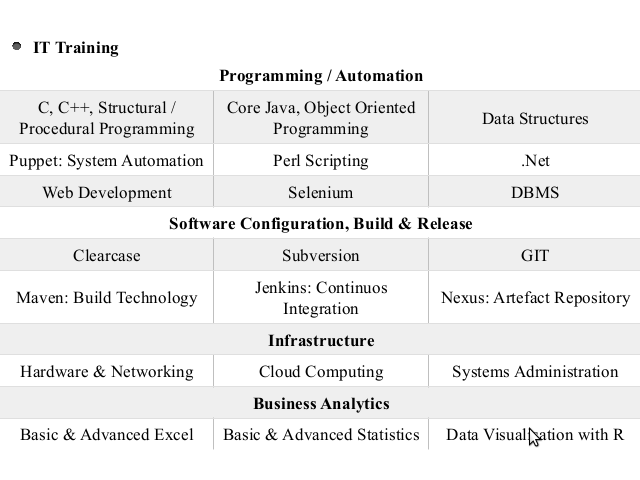 IT Training
Programming / Automation
C, C++, Structural /
Procedural Programming
Core Java, Object Oriented
Programming
Data Structures
Puppet: System Automation
Perl Scripting
.Net
Web Development
Selenium
DBMS
Software Configuration, Build & Release
Clearcase
Subversion
GIT
Maven: Build Technology
Jenkins: Continuos
Integration
Nexus: Artefact Repository
Infrastructure
Hardware & Networking
Cloud Computing
Systems Administration
Business Analytics
Basic & Advanced Excel
Basic & Advanced Statistics
Data Visualization with R